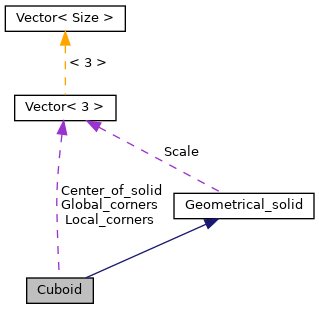 Vector< Size >
< 3 >
Vector< 3 >
Scale
Center_of_solid
Global_corners
Local_corners
Geometrical_solid
Cuboid